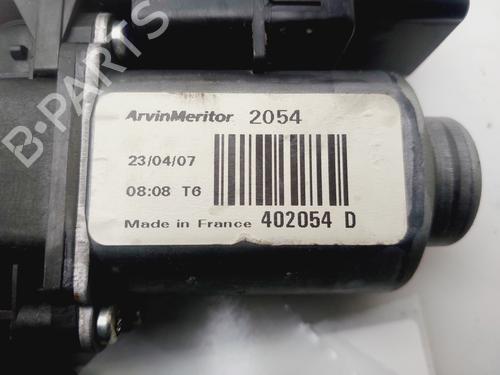 B-PARTS
ArvinMeritor 2054
23/04/07
08:08 T6
Made in France 402054 D